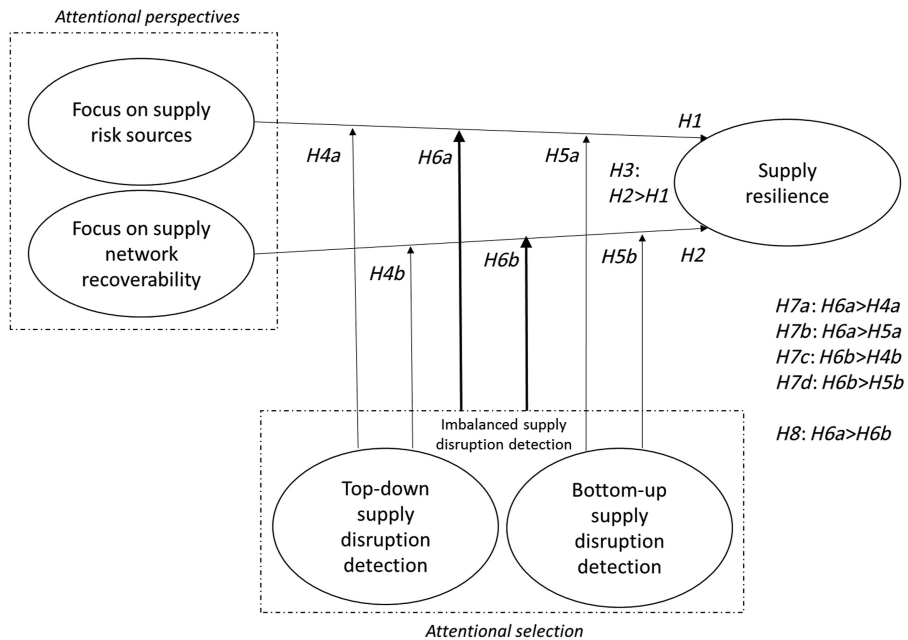 Attentional perspectives
Focus on supply
risk sources
Focus on supply
network
recoverability
H1
H4a
H6a
H5a
H3:
H2>H1
Supply
resilience
H4b
H6b
H5b
H2
H7a: H6a>H4a
H7b: H6a>H5a
H7c: H6b>H4b
H7d: H6b>H5b
H8: H6a>H6b
Imbalanced supply
disruption detection
Top-down
supply
disruption
detection
Bottom-up
supply
disruption
detection
Attentional selection